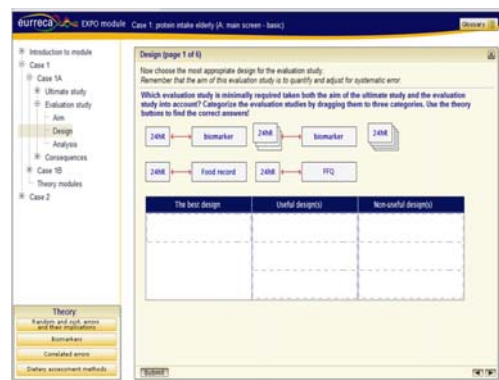 eurreca EXPO module Case 1: protein intake elderly (A: main screen - basic) Glossary
Introduction to module
Case 1
Case 1A
Ultimate study
Evaluation study
Aim
Design
Analysis
Consequences
Case 1B
Theory modules
Case 2
Design (page 1 of 6)
Now choose the most appropriate design for the evaluation study.
Remember that the aim of this evaluation study is to quantify and adjust for systematic error.
Which evaluation study is minimally required taken both the aim of the ultimate study and the evaluation
study into account? Categorize the evaluation studies by dragging them to three categories. Use the theory
buttons to find the correct answers!
24hR biomarker 24hR biomarker 24hR
24hR Food record 24hR FFQ
The best design Useful design(s) Non-useful design(s)
Theory
Random and syst. errors
and their implications
Biomarkers
Correlated errors
Dietary assessment methods
Submit